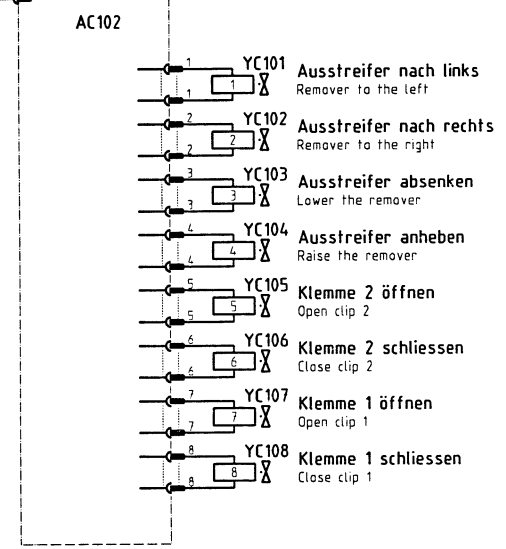 AC102
1 YC101 Ausstreifer nach links
1 1 Remover to the left
2 YC102 Ausstreifer nach rechts
2 2 Remover to the right
3 YC103 Ausstreifer absenken
3 3 Lower the remover
4 YC104 Ausstreifer anheben
4 4 Raise the remover
5 YC105 Klemme 2 öffnen
5 5 Open clip 2
6 YC106 Klemme 2 schliessen
6 6 Close clip 2
7 YC107 Klemme 1 öffnen
7 7 Open clip 1
8 YC108 Klemme 1 schliessen
8 8 Close clip 1